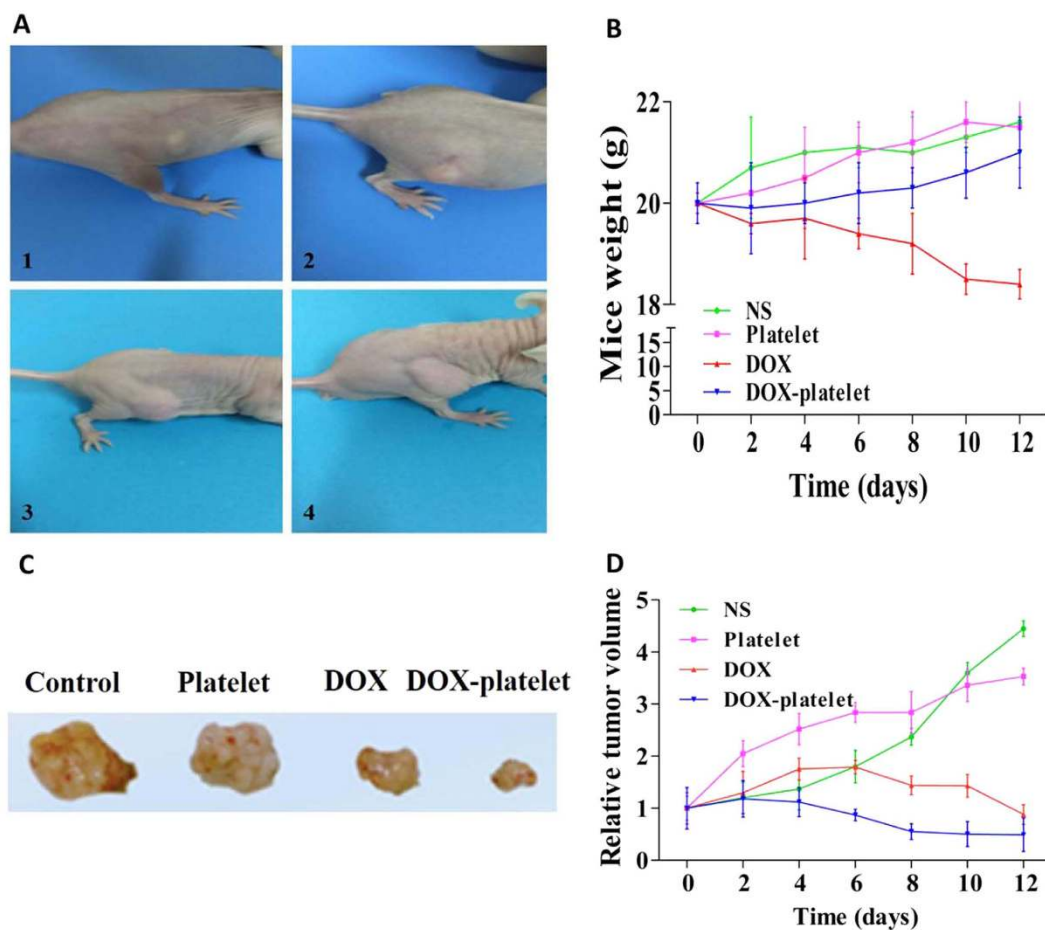 A
1
2
3
4
B
Mice weight (g)
22
20
18
15
10
5
0
NS
Platelet
DOX
DOX-platelet
0 2 4 6 8 10 12
Time (days)
C
Control Platelet DOX DOX-platelet
D
Relative tumor volume
5
4
3
2
1
0
NS
Platelet
DOX
DOX-platelet
0 2 4 6 8 10 12
Time (days)